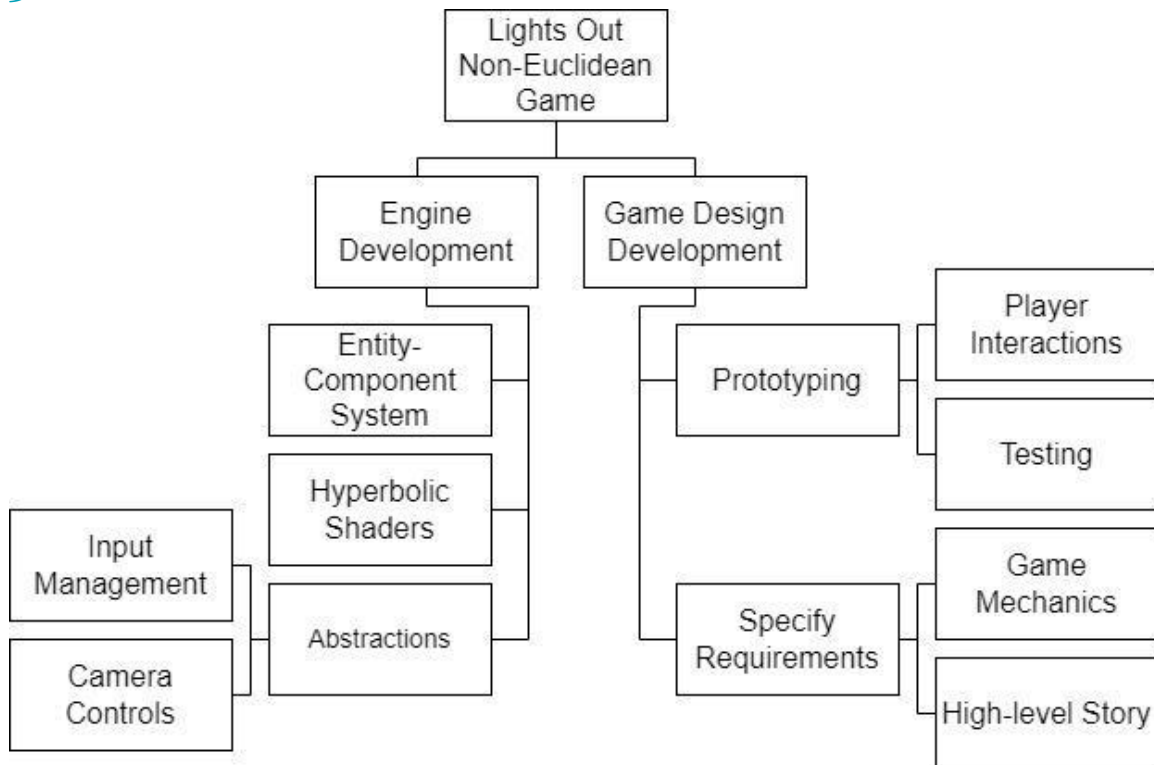 Lights Out
Non-Euclidean
Game
Engine
Development
Game Design
Development
Entity-
Component
System
Hyperbolic
Shaders
Abstractions
Input
Management
Camera
Controls
Prototyping
Player
Interactions
Testing
Specify
Requirements
Game
Mechanics
High-level Story